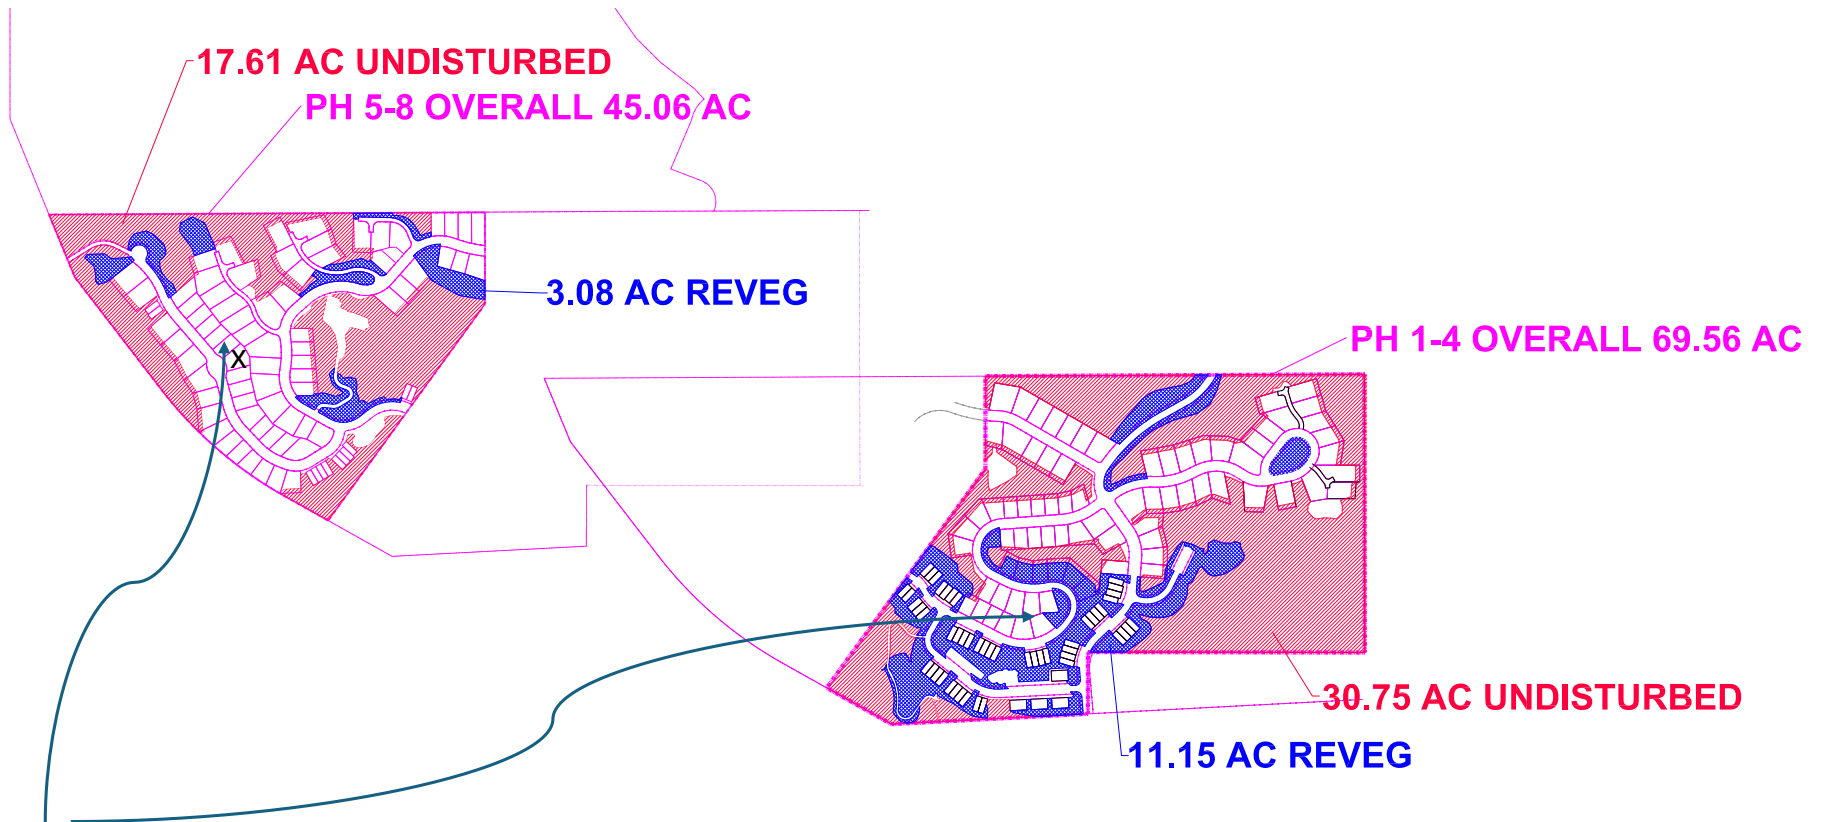 17.61 AC UNDISTURBED
PH 5-8 OVERALL 45.06 AC
3.08 AC REVEG
PH 1-4 OVERALL 69.56 AC
X
30.75 AC UNDISTURBED
11.15 AC REVEG